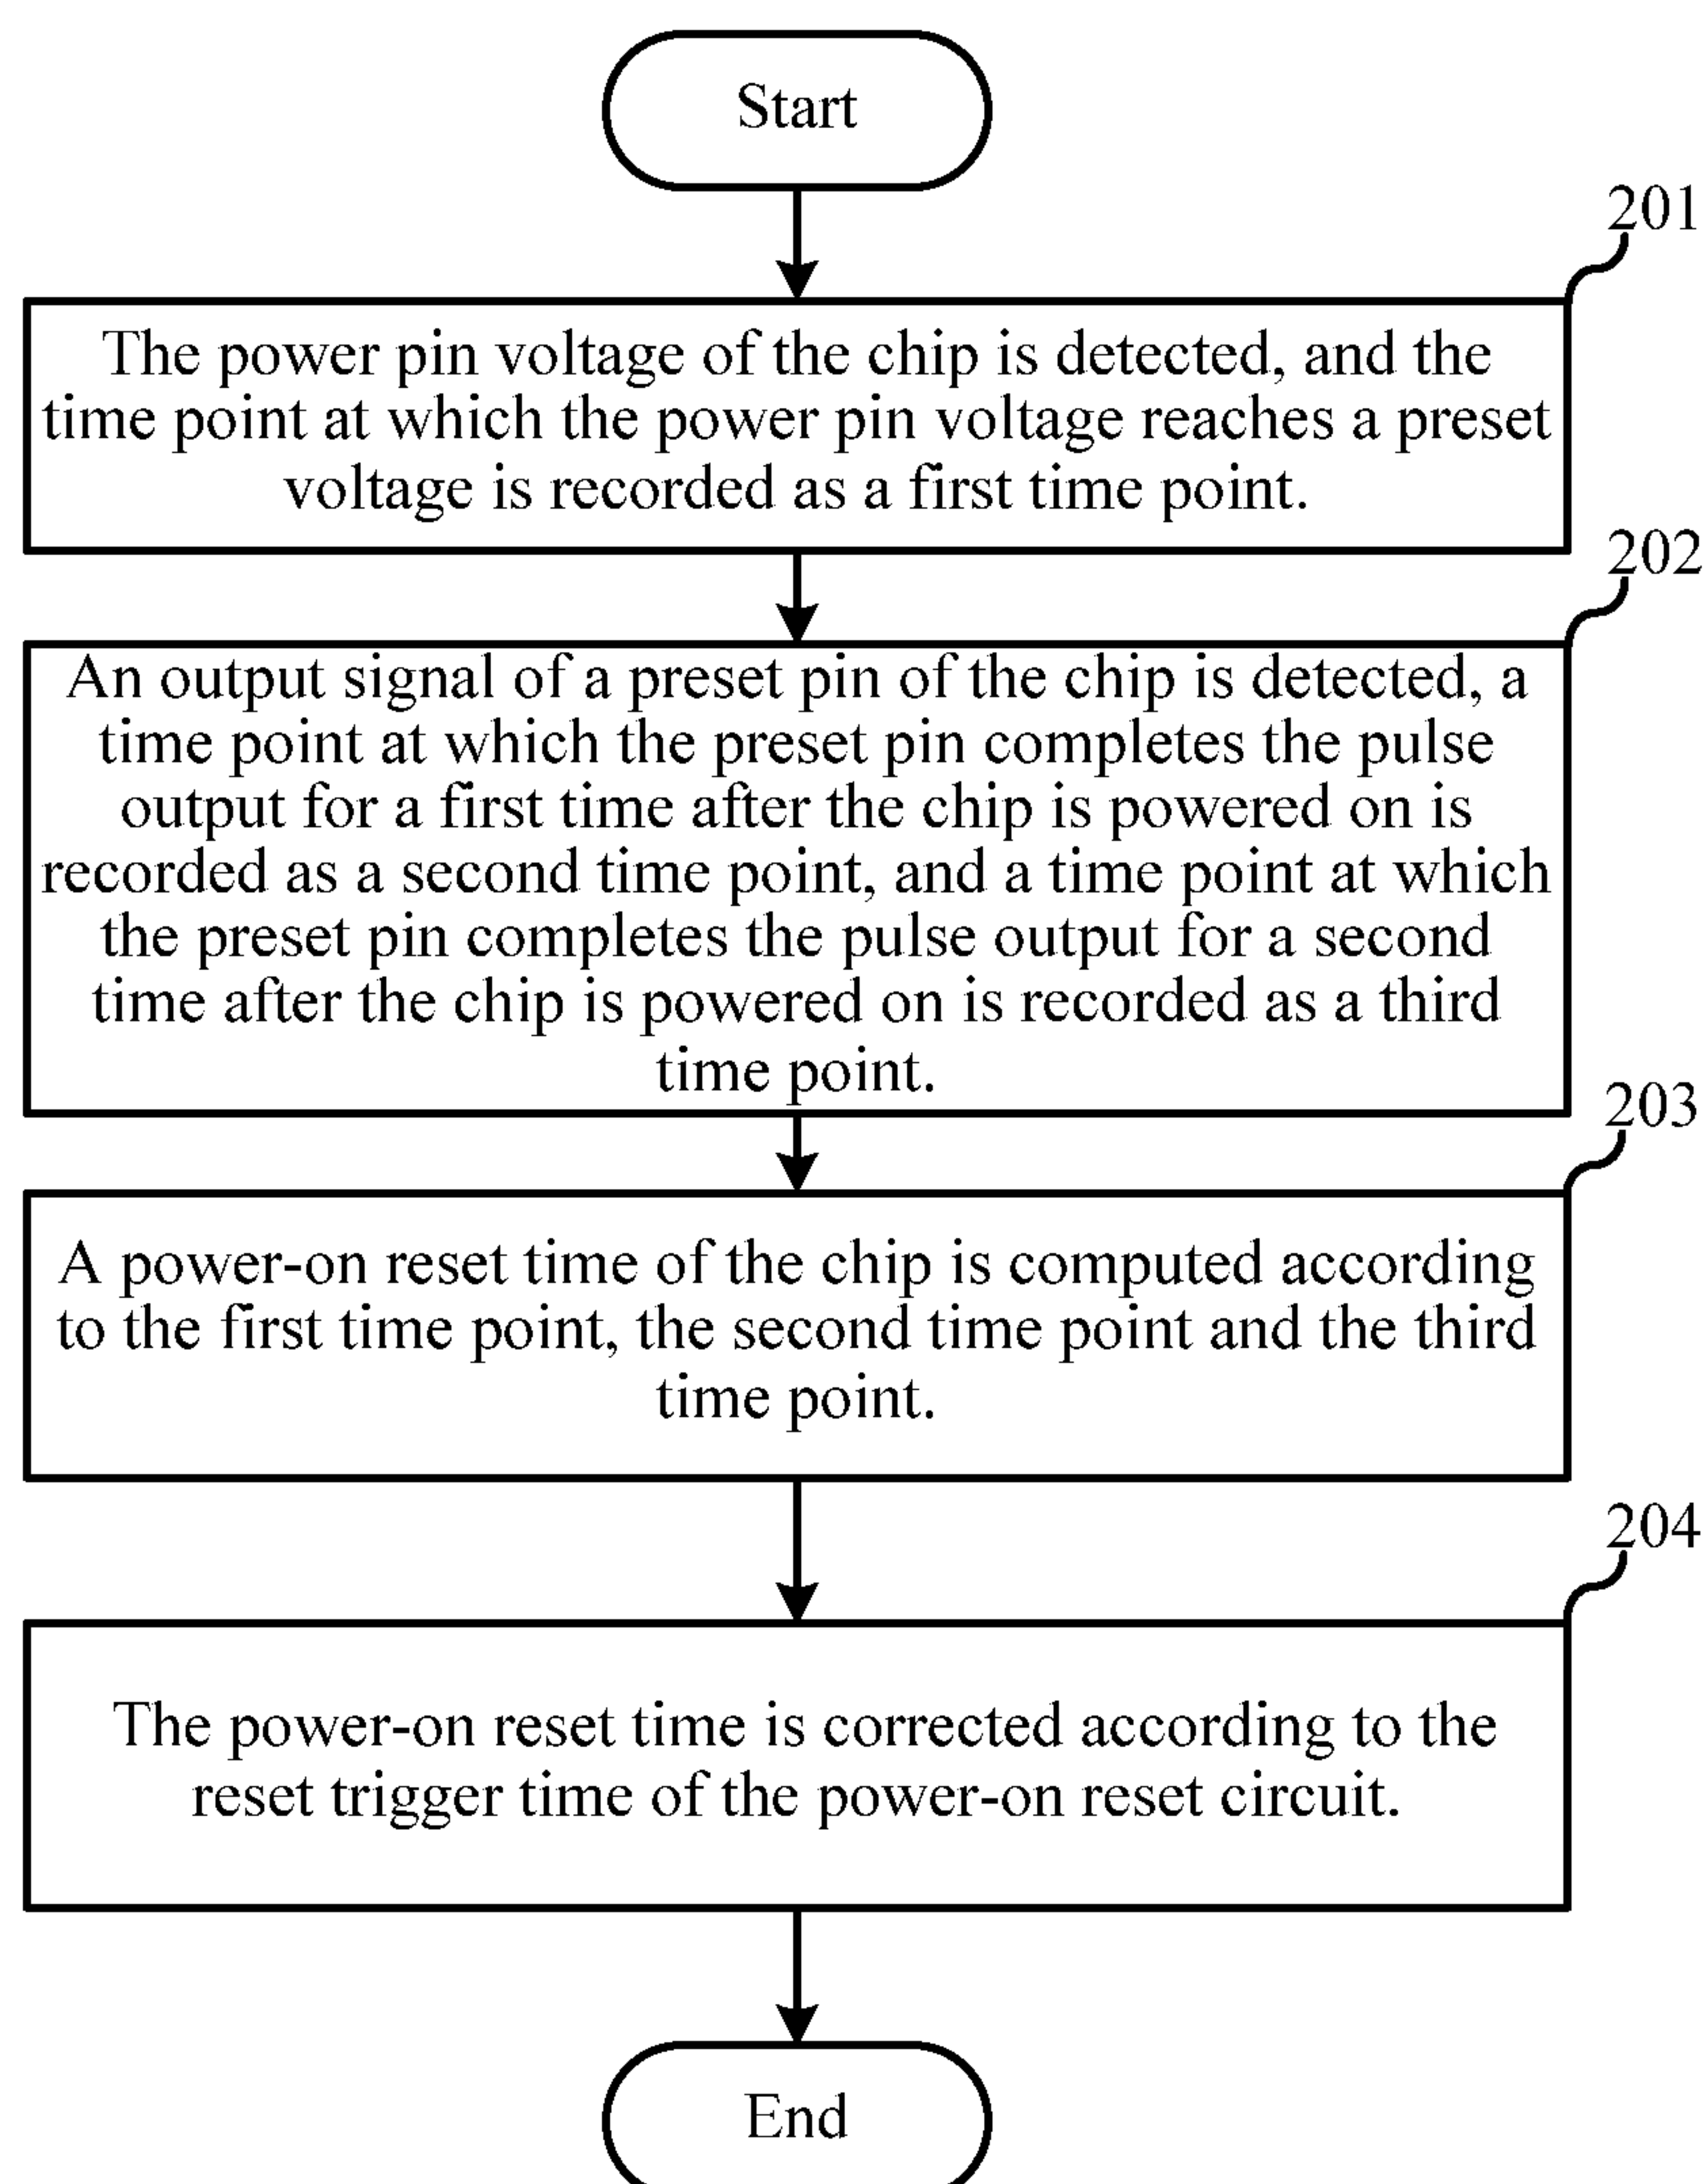 Start
201
The power pin voltage of the chip is detected, and the
time point at which the power pin voltage reaches a preset
voltage is recorded as a first time point.
202
An output signal of a preset pin of the chip is detected, a
time point at which the preset pin completes the pulse
output for a first time after the chip is powered on is
recorded as a second time point, and a time point at which
the preset pin completes the pulse output for a second
time after the chip is powered on is recorded as a third
time point.
203
A power-on reset time of the chip is computed according
to the first time point, the second time point and the third
time point.
204
The power-on reset time is corrected according to the
reset trigger time of the power-on reset circuit.
End